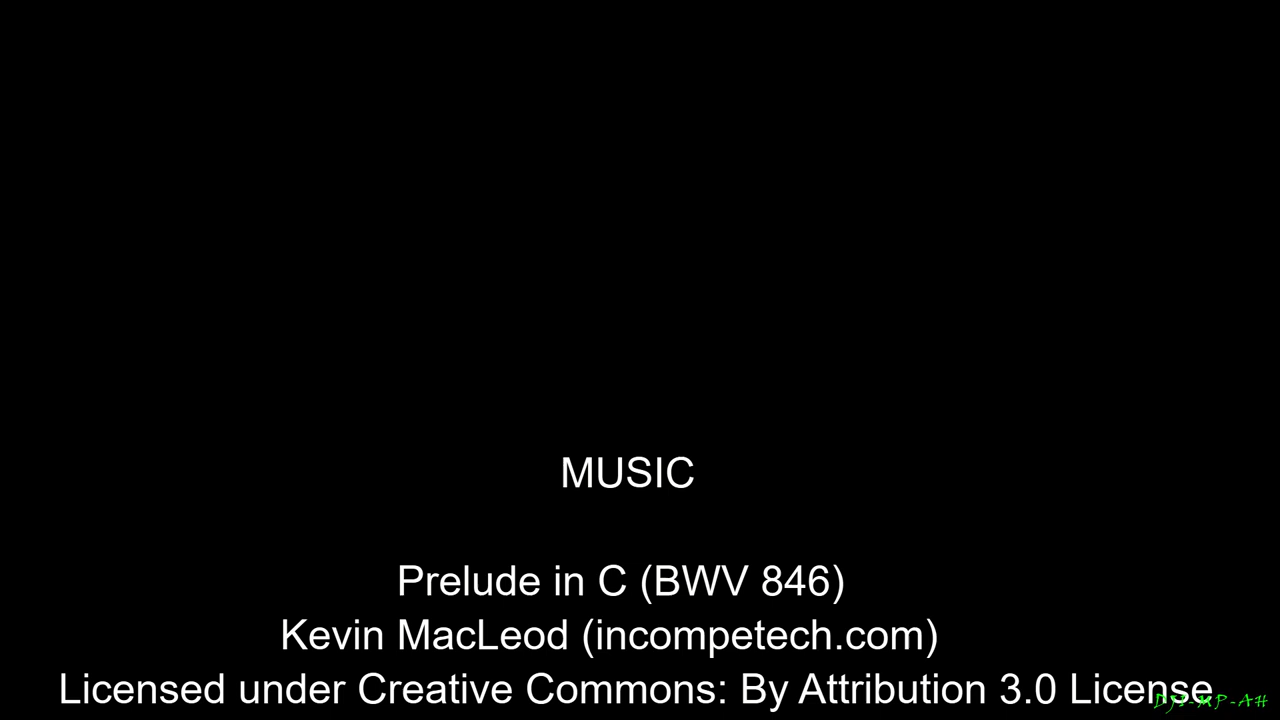 MUSIC
Prelude in C (BWV 846)
Kevin MacLeod (incompetech.com)
Licensed under Creative Commons: By Attribution 3.0 License